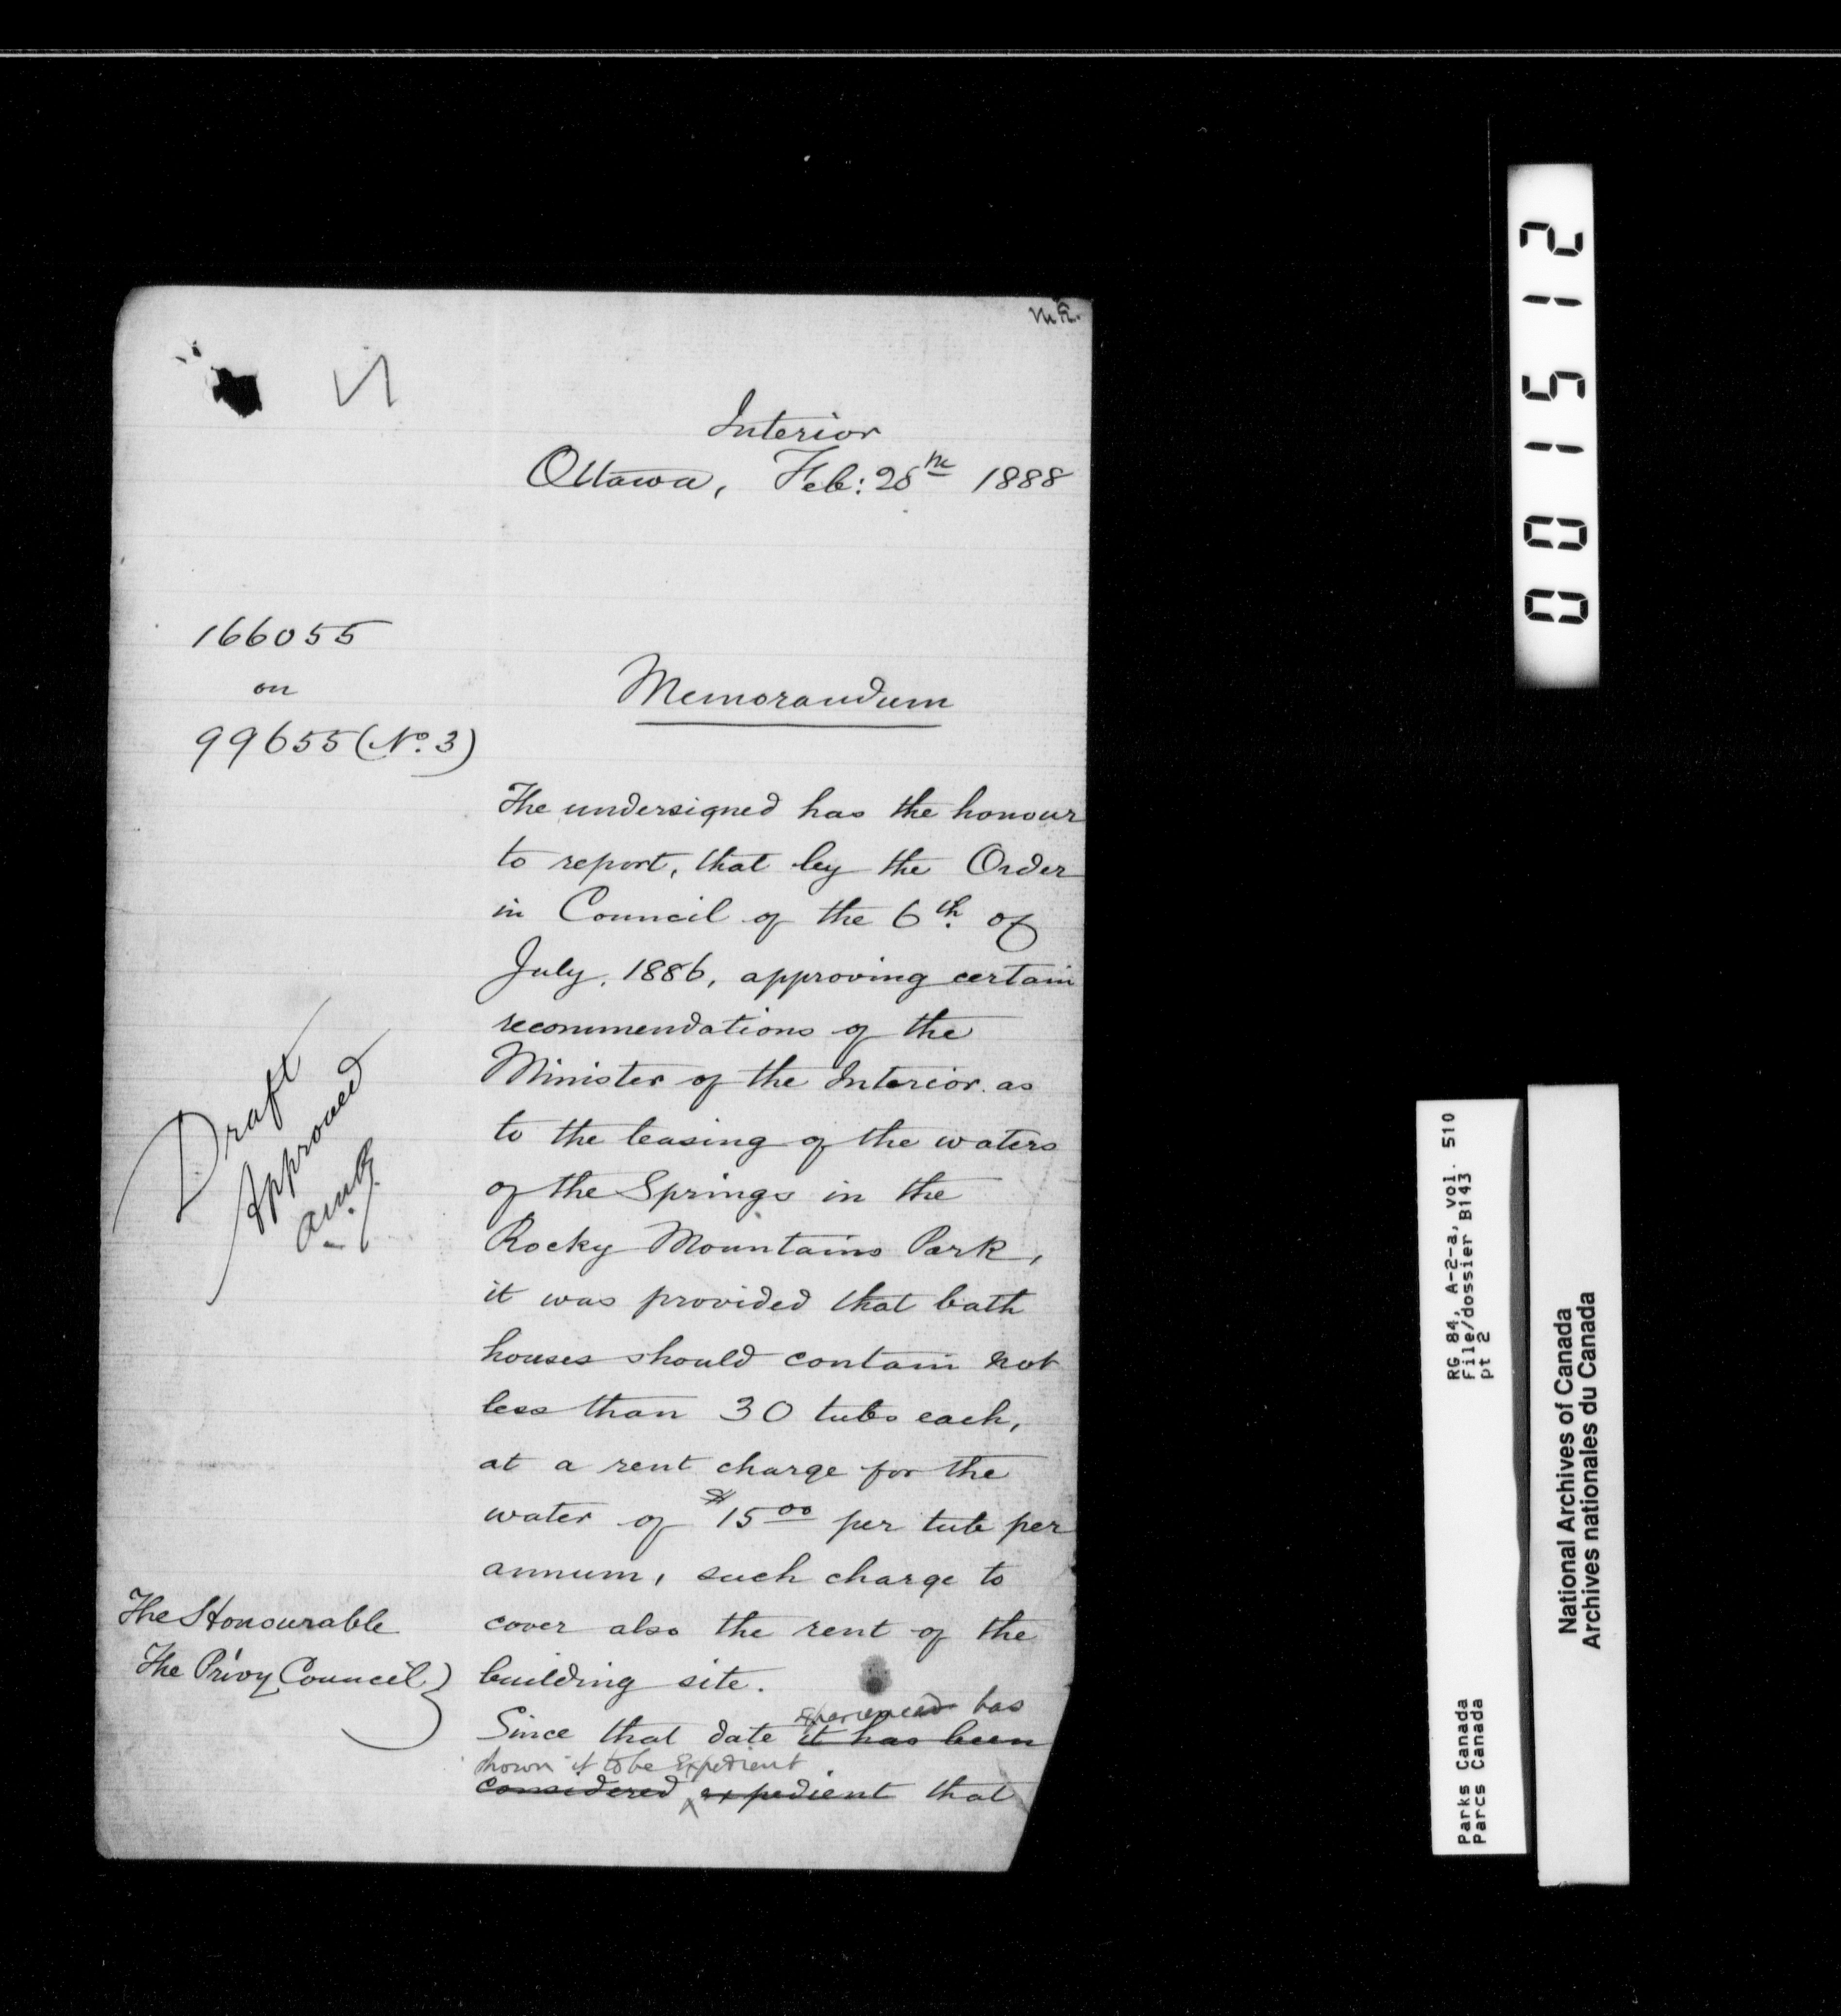 M.R.
Interior
Ottawa, Feb: 28th 1888
166055
on
99655 (No. 3)
Memorandum
The undersigned has the honour
to report, that by the Order
in Council of the 6th. of
July, 1886, approving certain
recommendations of the
Minister of the Interior as
to the leasing of the waters
of the Springs in the
Rocky Mountains Park,
it was provided that bath
houses should contain not
less than 30 tubs each,
at a rent charge for the
water of $15.00 per tub per
annum, such charge to
cover also the rent of the
building site.
experience has
Since that date it has been
shown it to be expedient
considered expedient that
Draft
Approved
The Honourable
The Privy Council
001512
RG 84, A-2-a, vol. 510
File/dossier B143
pt 2
Parks Canada
Parcs Canada
National Archives of Canada
Archives nationales du Canada